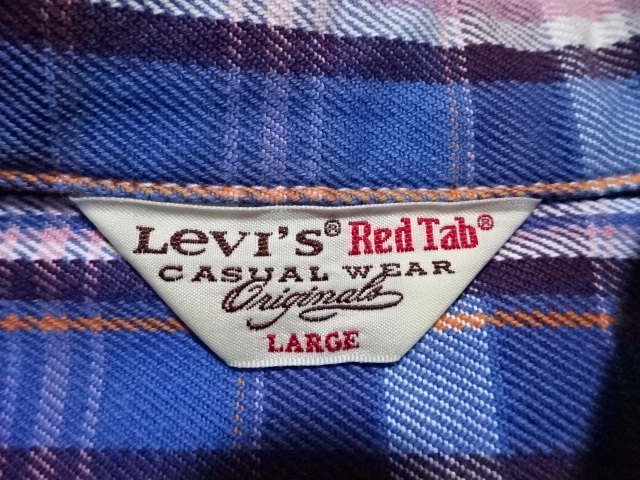 Levi's® Red Tab®
CASUAL WEAR
Originals
LARGE